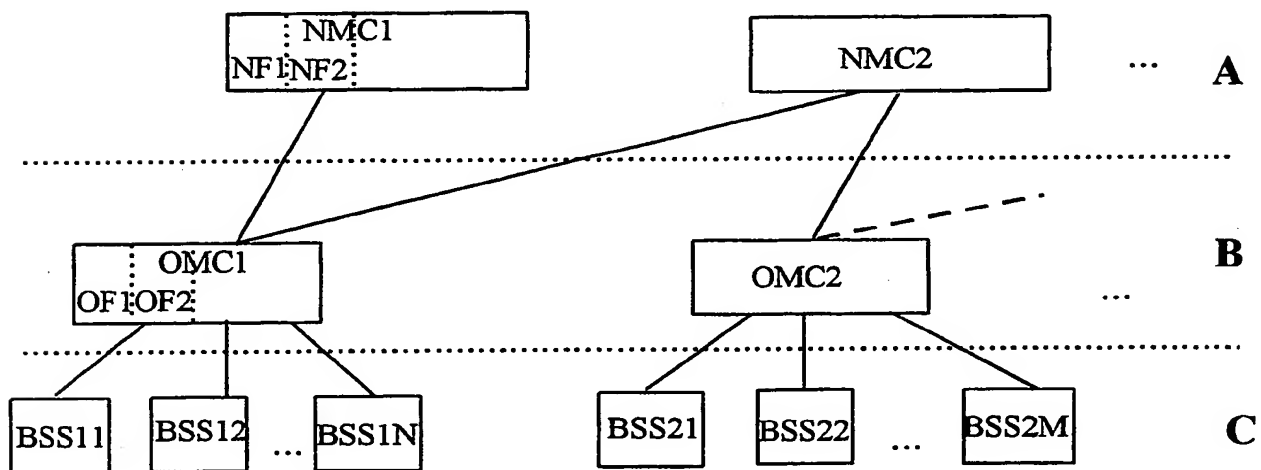 NMC1
NF1 NF2
NMC2
...
A
OMC1
OF1 OF2
OMC2
...
B
BSS11
BSS12
...
BSS1N
BSS21
BSS22
...
BSS2M
C